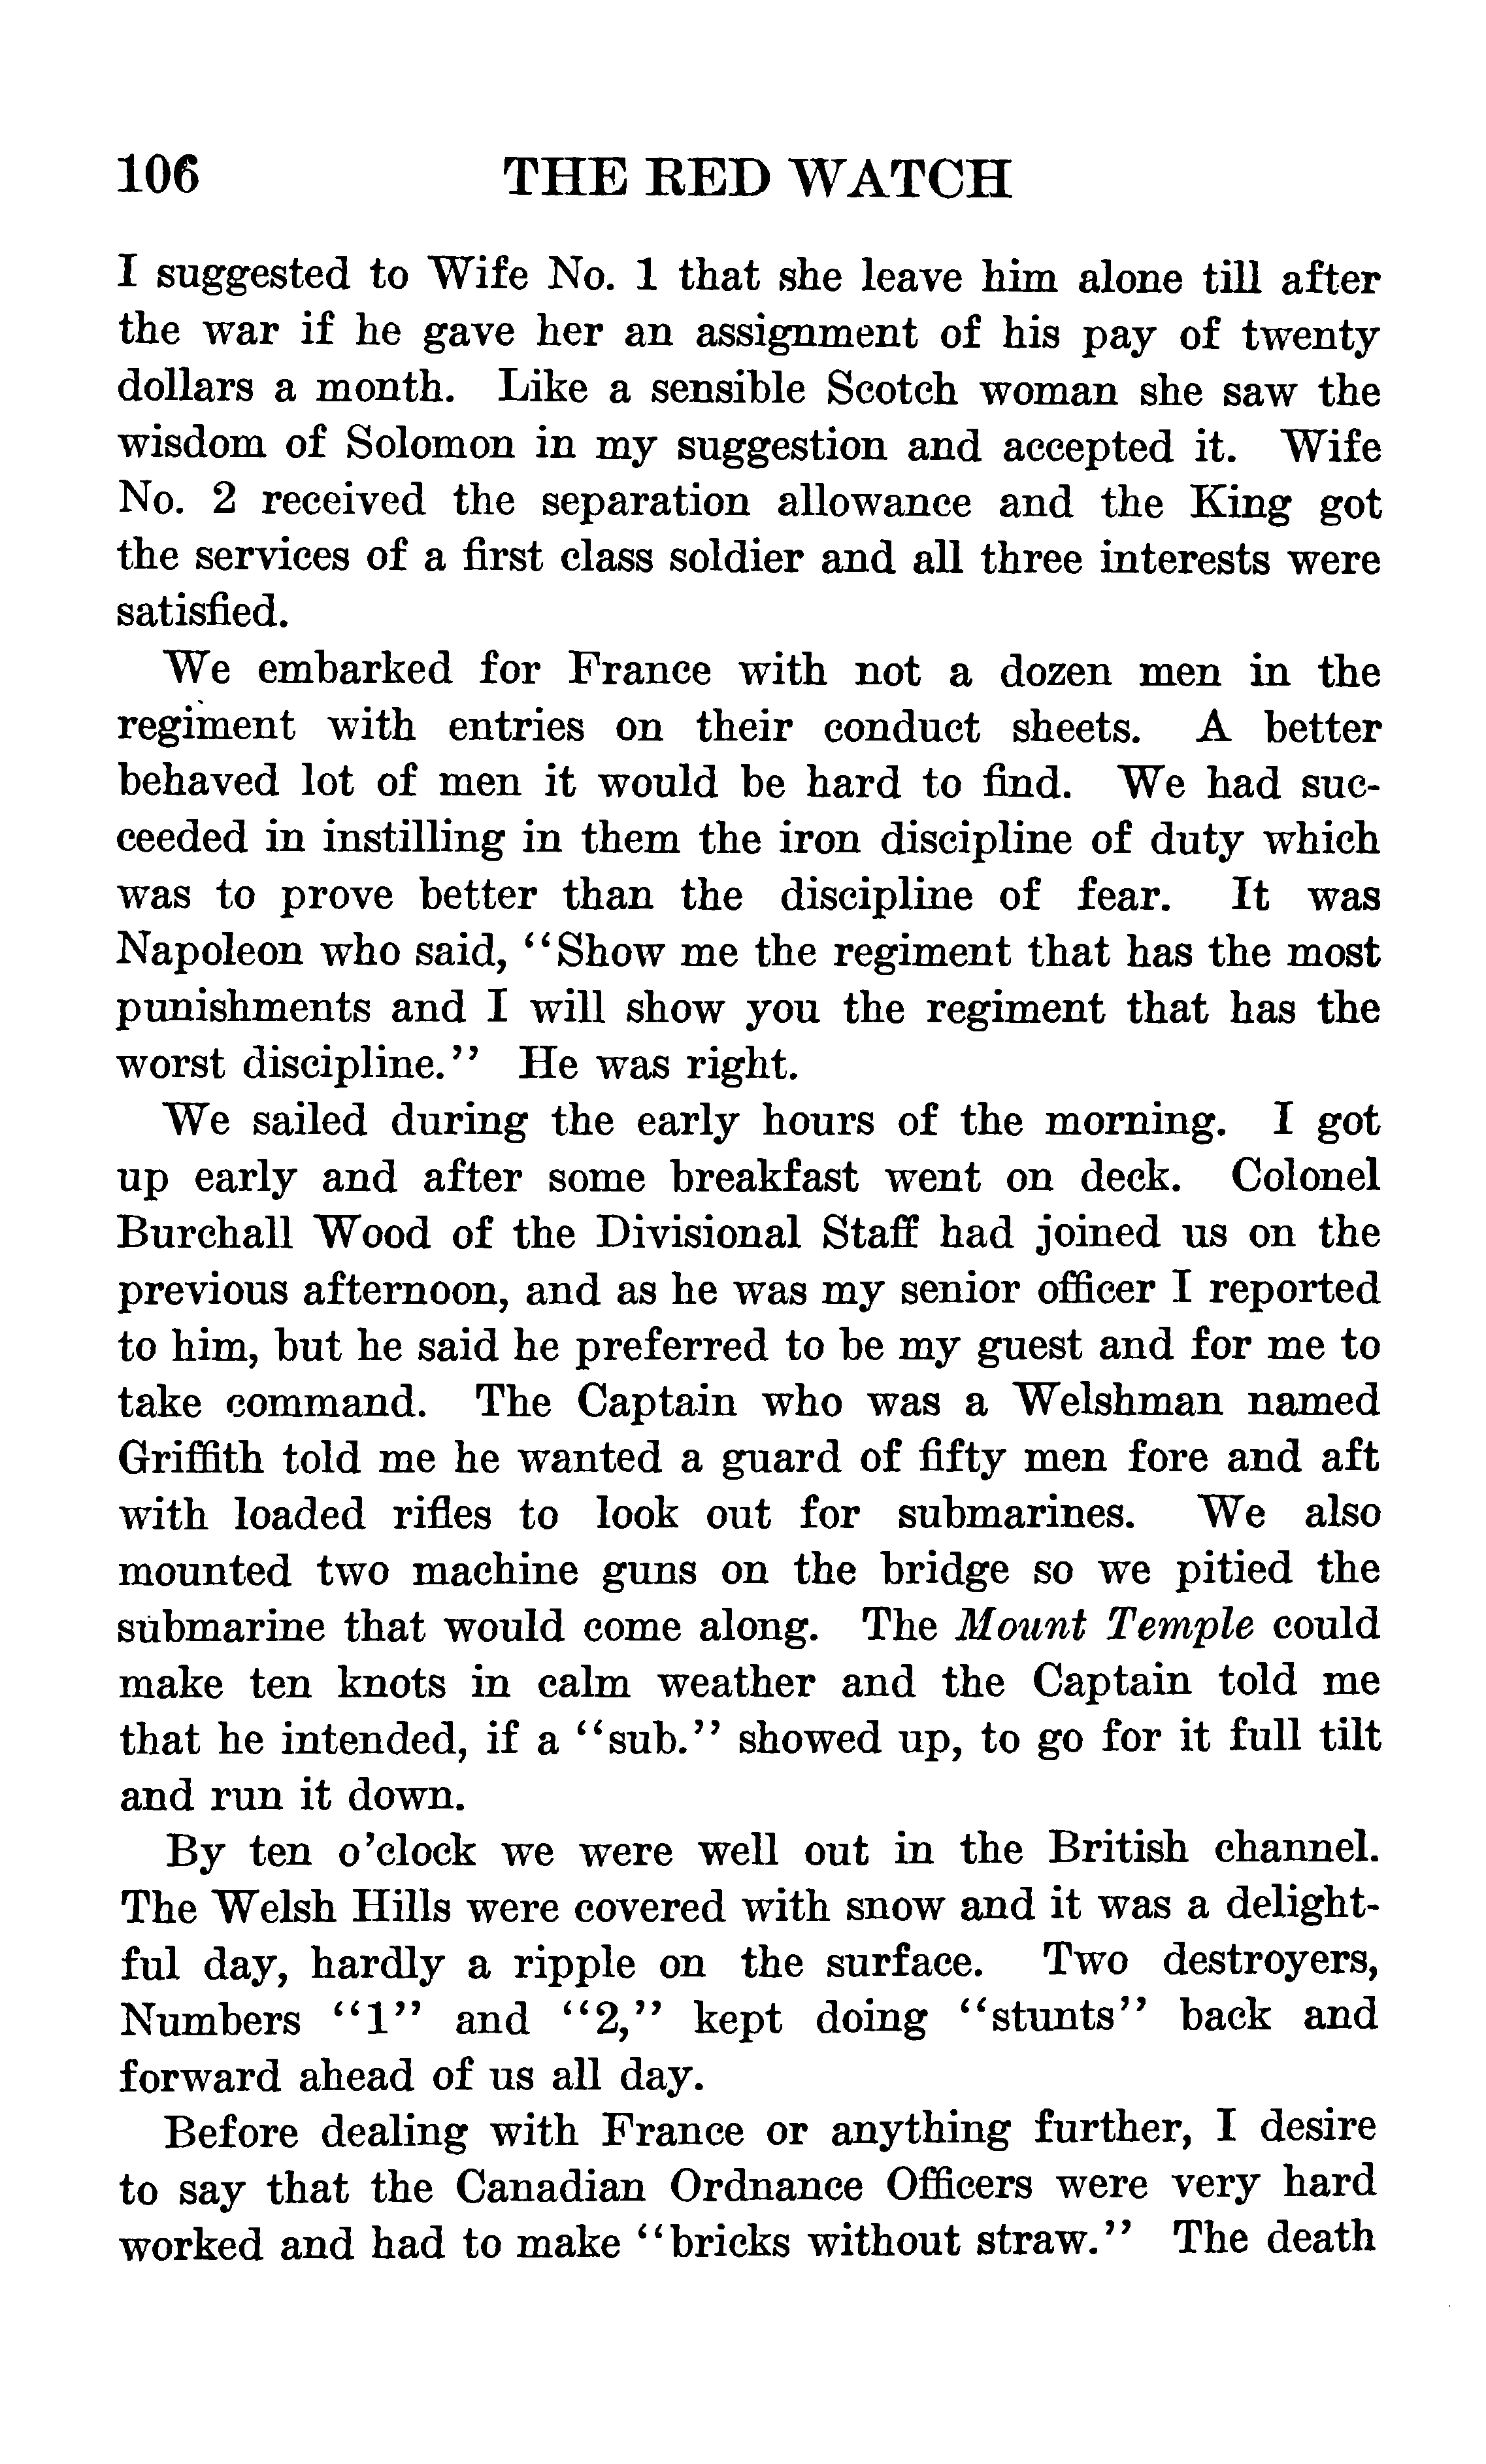 106 THE RED WATCH
I suggested to Wife No. 1 that she leave him alone till after
the war if he gave her an assignment of his pay of twenty
dollars a month. Like a sensible Scotch woman she saw the
wisdom of Solomon in my suggestion and accepted it. Wife
No. 2 received the separation allowance and the King got
the services of a first class soldier and all three interests were
satisfied.
We embarked for France with not a dozen men in the
regiment with entries on their conduct sheets. A better
behaved lot of men it would be hard to find. We had suc-
ceeded in instilling in them the iron discipline of duty which
was to prove better than the discipline of fear. It was
Napoleon who said, "Show me the regiment that has the most
punishments and I will show you the regiment that has the
worst discipline." He was right.
We sailed during the early hours of the morning. I got
up early and after some breakfast went on deck. Colonel
Burchall Wood of the Divisional Staff had joined us on the
previous afternoon, and as he was my senior officer I reported
to him, but he said he preferred to be my guest and for me to
take command. The Captain who was a Welshman named
Griffith told me he wanted a guard of fifty men fore and aft
with loaded rifles to look out for submarines. We also
mounted two machine guns on the bridge so we pitied the
submarine that would come along. The Mount Temple could
make ten knots in calm weather and the Captain told me
that he intended, if a "sub." showed up, to go for it full tilt
and run it down.
By ten o'clock we were well out in the British channel.
The Welsh Hills were covered with snow and it was a delight-
ful day, hardly a ripple on the surface. Two destroyers,
Numbers "1" and "2," kept doing "stunts" back and
forward ahead of us all day.
Before dealing with France or anything further, I desire
to say that the Canadian Ordnance Officers were very hard
worked and had to make "bricks without straw." The death